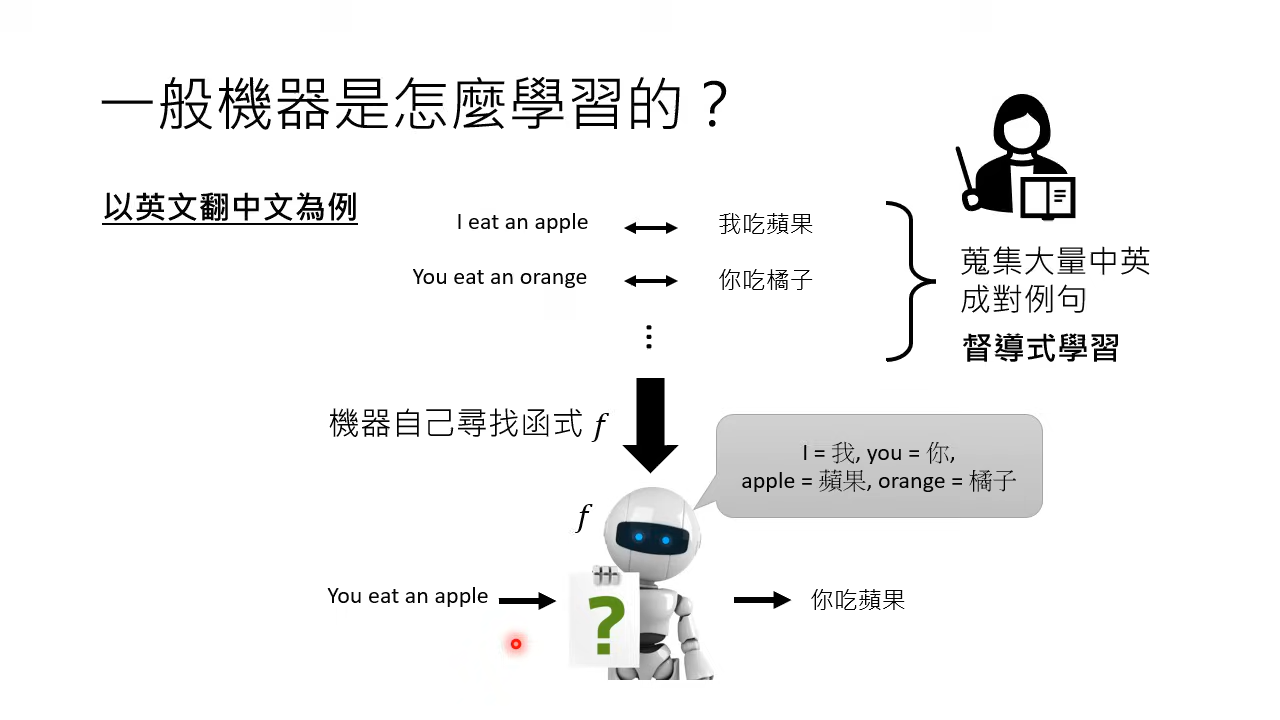 一般機器是怎麼學習的？
以英文翻中文為例
I eat an apple
我吃蘋果
You eat an orange
你吃橘子
⋮
蒐集大量中英
成對例句
督導式學習
機器自己尋找函式 f
I = 我, you = 你,
apple = 蘋果, orange = 橘子
f
You eat an apple
?
你吃蘋果